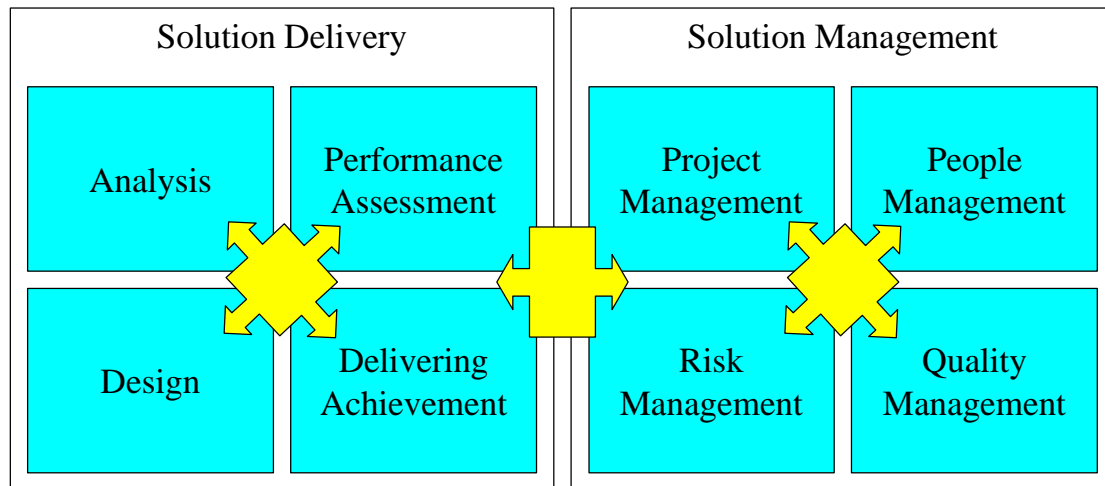 Solution Delivery
Analysis
Performance
Assessment
Design
Delivering
Achievement
Solution Management
Project
Management
People
Management
Risk
Management
Quality
Management